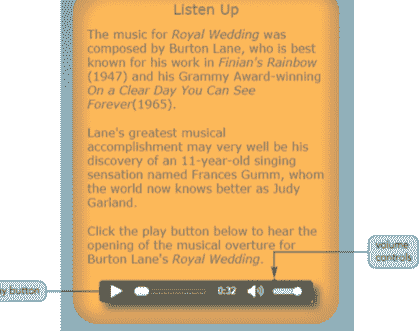 Listen Up
The music for Royal Wedding was
composed by Burton Lane, who is best
known for his work in Finian's Rainbow
(1947) and his Grammy Award-winning
On a Clear Day You Can See
Forever(1965).
Lane's greatest musical
accomplishment may very well be his
discovery of an 11-year-old singing
sensation named Frances Gumm, whom
the world now knows better as Judy
Garland.
Click the play button below to hear the
opening of the musical overture for
Burton Lane's Royal Wedding.
volume
controls
button
0:32